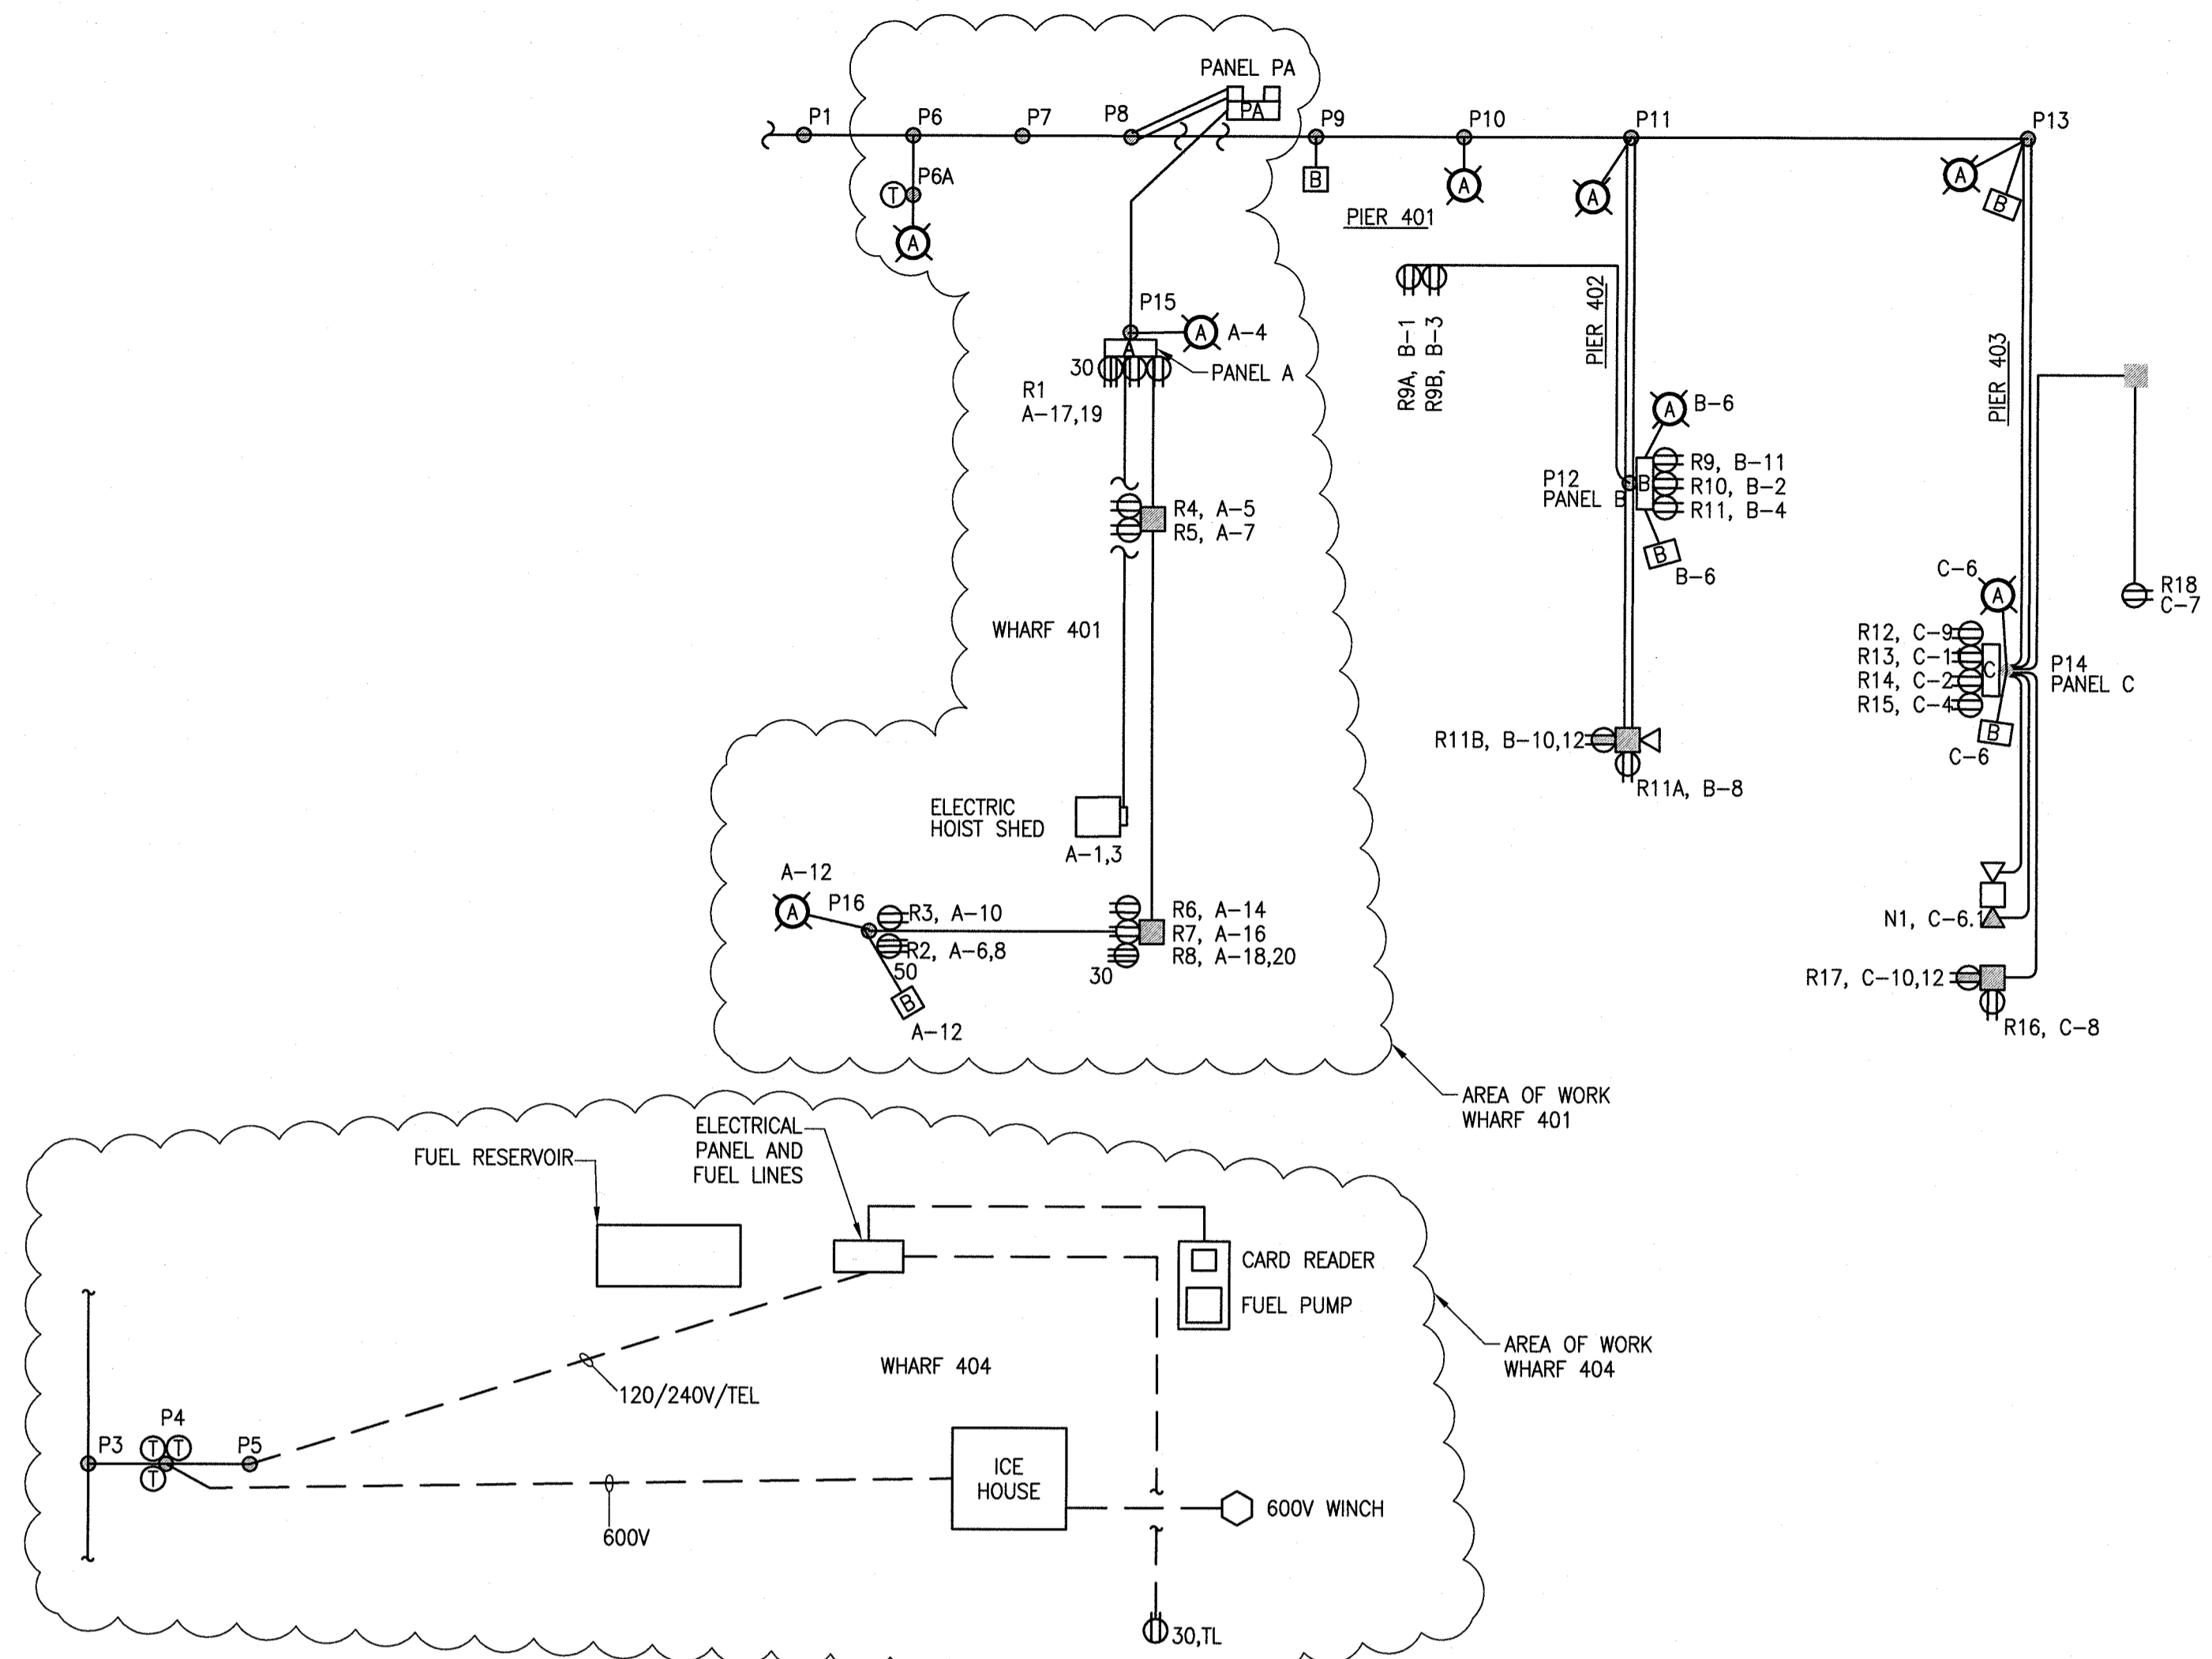 PANEL PA
PA
P1
P6
P7
P8
P9
P10
P11
P13
P6A
T
A
B
A
A
A
B
PIER 401
PIER 402
PIER 403
R9A, B-1
R9B, B-3
P15
A
A-4
A
30
PANEL A
R1
A-17,19
R4, A-5
R5, A-7
WHARF 401
ELECTRIC
HOIST SHED
A-1,3
A-12
A
P16
R3, A-10
R2, A-6,8
50
B
A-12
R6, A-14
R7, A-16
R8, A-18,20
30
A
B-6
P12
PANEL B
B
R9, B-11
R10, B-2
R11, B-4
B
B-6
R11B, B-10,12
R11A, B-8
C-6
A
R12, C-9
R13, C-1
R14, C-2
R15, C-4
C
P14
PANEL C
B
C-6
R18
C-7
N1, C-6.1
R17, C-10,12
R16, C-8
AREA OF WORK
WHARF 401
ELECTRICAL
PANEL AND
FUEL LINES
FUEL RESERVOIR
CARD READER
FUEL PUMP
AREA OF WORK
WHARF 404
WHARF 404
120/240V/TEL
P3
P4
T
T
T
P5
ICE
HOUSE
600V WINCH
600V
30,TL